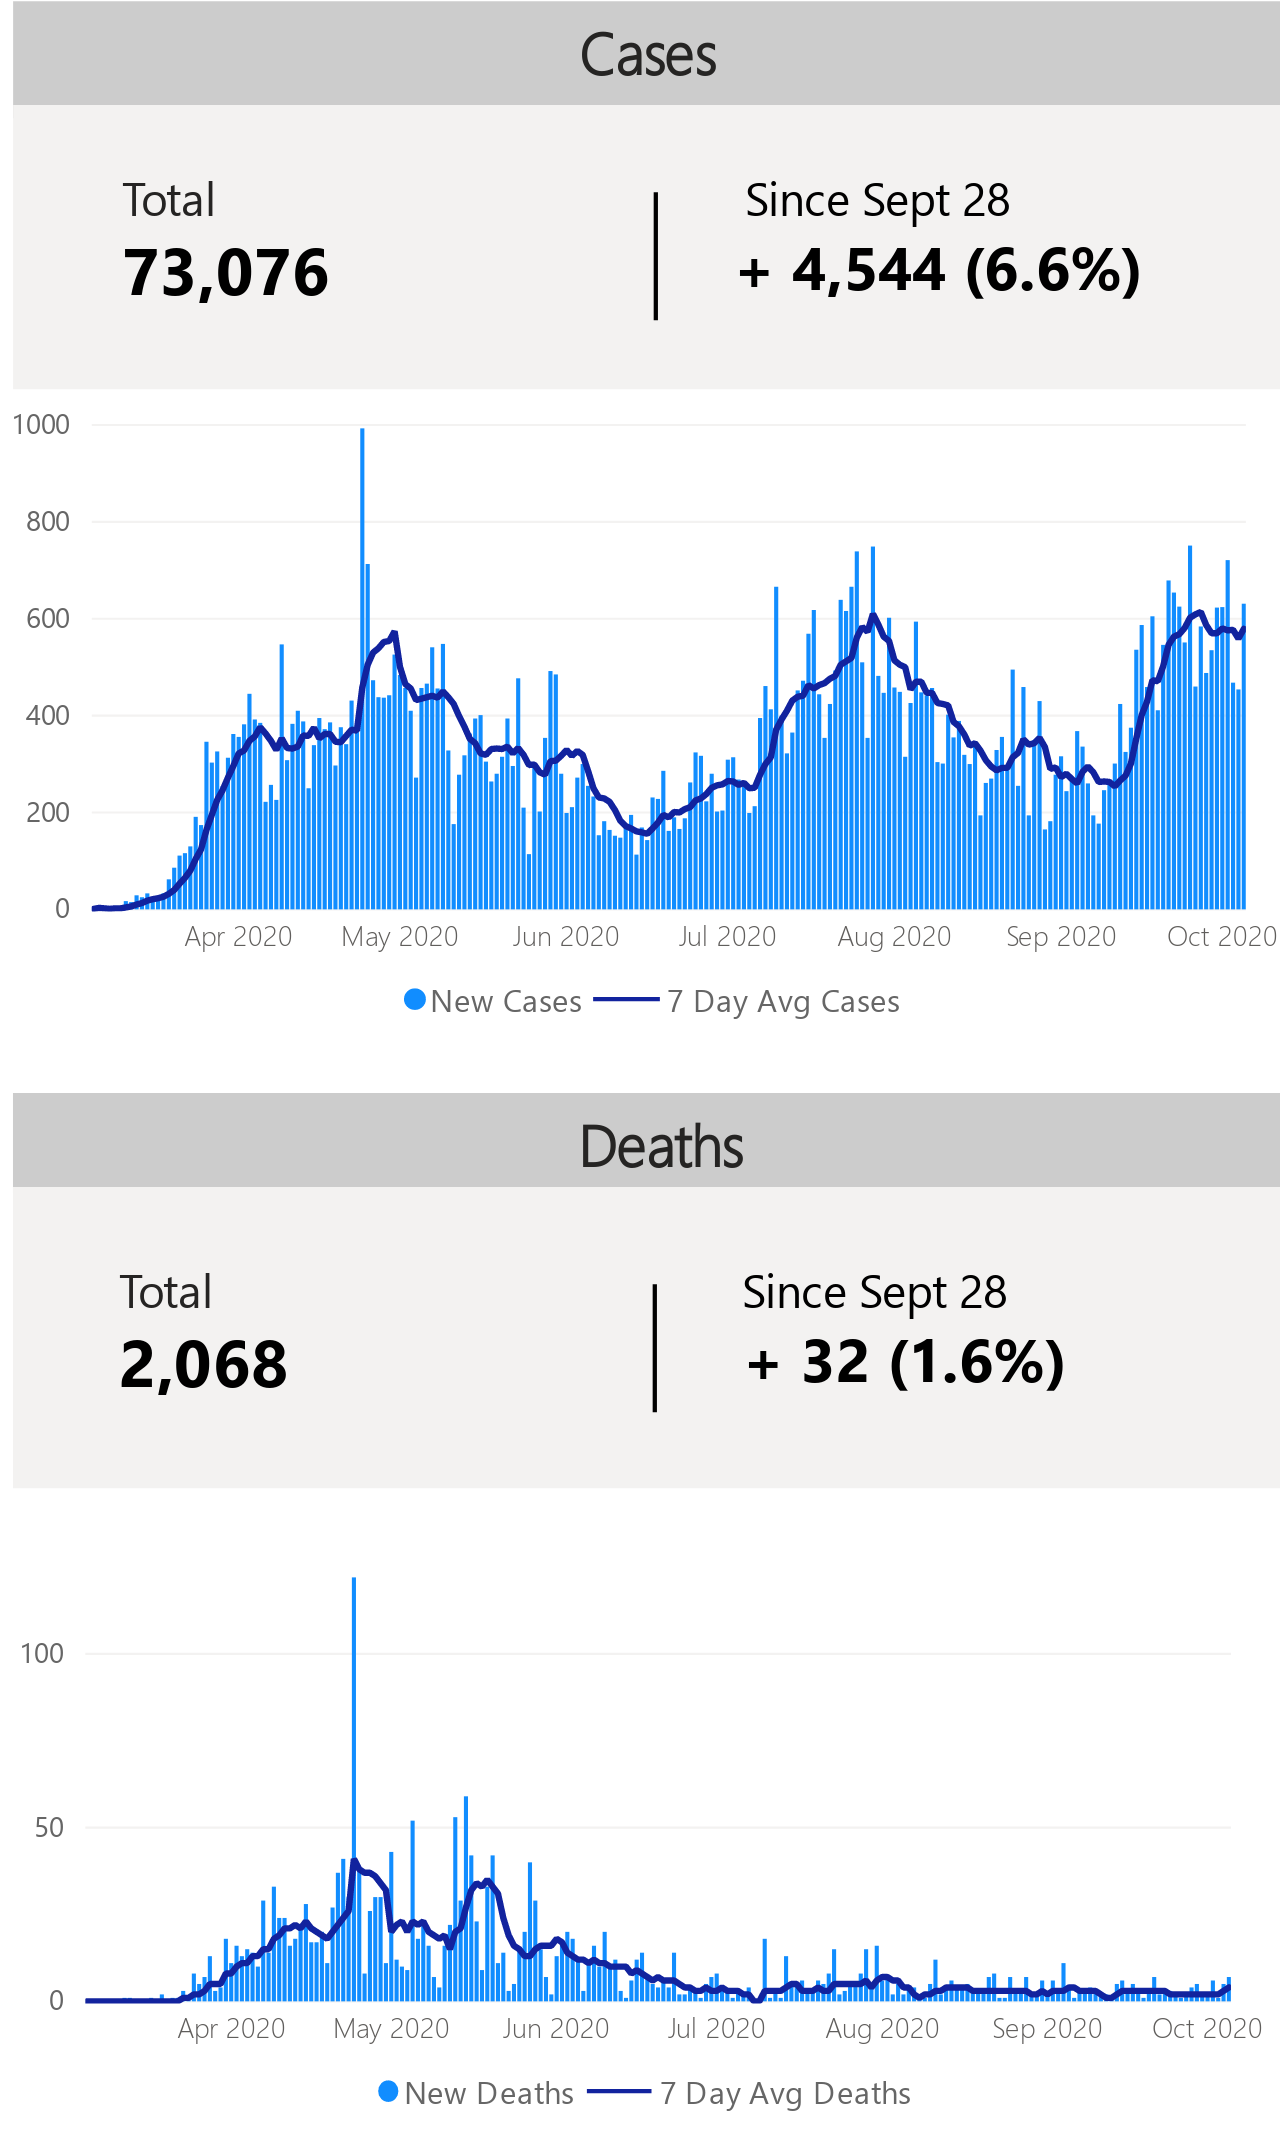 Cases
Total
Since Sept 28
73,076
+ 4,544 (6.6%)
1000
800
600
400
200
0
Apr 2020 May 2020 Jun 2020 Jul 2020 Aug 2020 Sep 2020 Oct 2020
New Cases 7 Day Avg Cases
Deaths
Total
Since Sept 28
2,068
+ 32 (1.6%)
100
50
0
Apr 2020 May 2020 Jun 2020 Jul 2020 Aug 2020 Sep 2020 Oct 2020
New Deaths 7 Day Avg Deaths